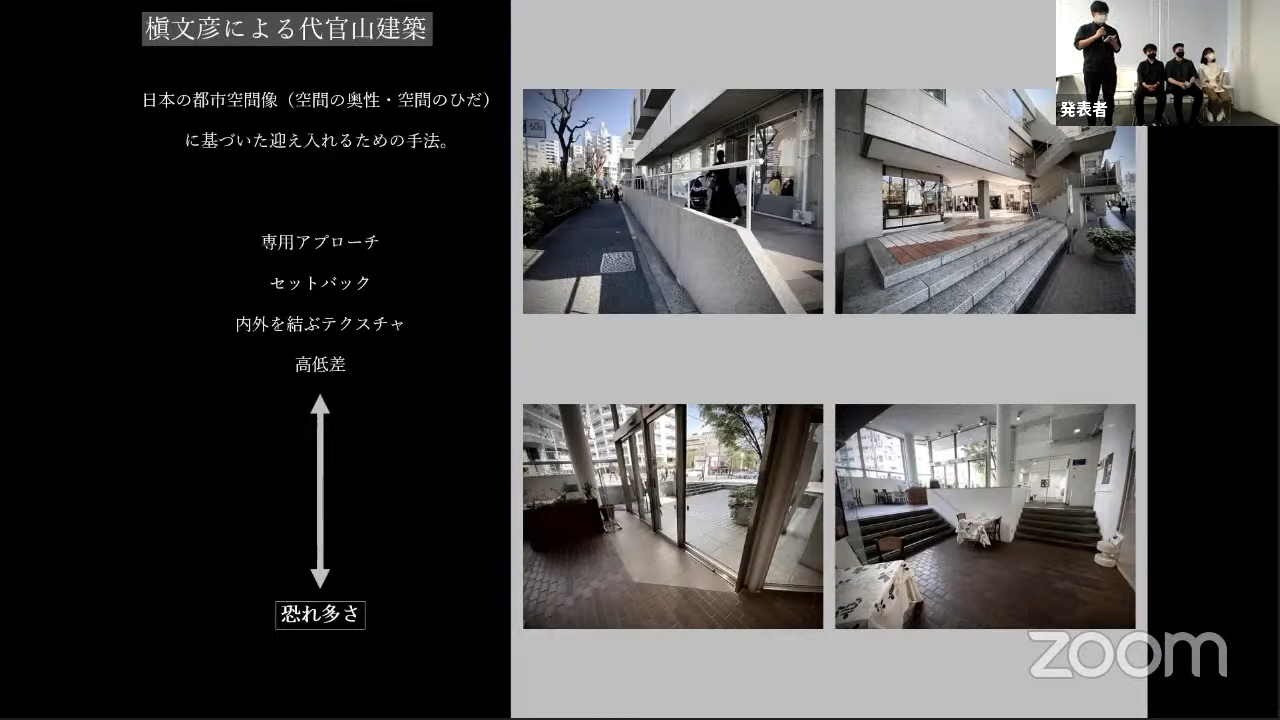 槇文彦による代官山建築
日本の都市空間像（空間の奥性・空間のひだ）
に基づいた迎え入れるための手法。
専用アプローチ
セットバック
内外を結ぶテクスチャ
高低差
恐れ多さ
発表者
zoom